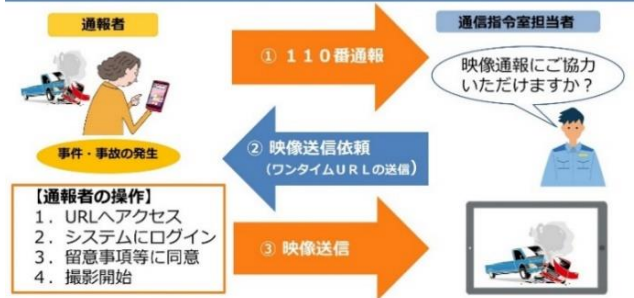 通報者
通信指令室担当者
① １１０番通報
映像通報にご協力
いただけますか？
② 映像送信依頼
(ワンタイムＵＲＬの送信)
事件・事故の発生
【通報者の操作】
１．URLへアクセス
２．システムにログイン
３．留意事項等に同意
４．撮影開始
③ 映像送信